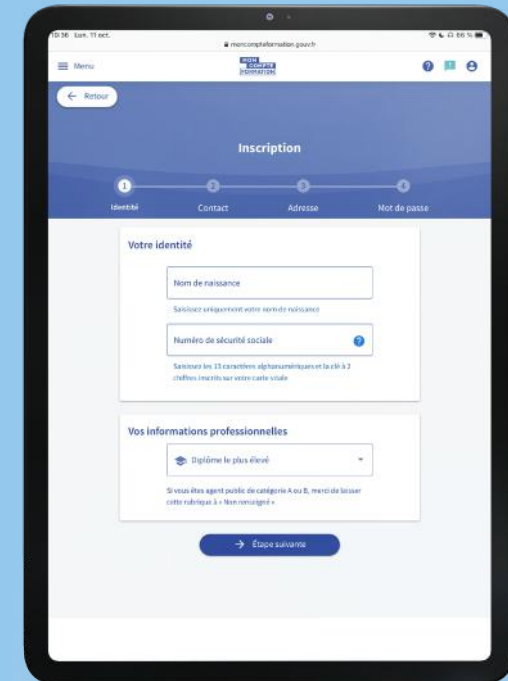 10:56 Lun. 11 oct.
66 %
moncompteformation.gouv.fr
Menu
MON
COMPTE
FORMATION
Retour
Inscription
1 2 3 4
Identité Contact Adresse Mot de passe
Votre identité
Nom de naissance
Saisissez uniquement votre nom de naissance
Numéro de sécurité sociale
Saisissez les 13 caractères alphanumériques et la clé à 2
chiffres inscrits sur votre carte vitale
Vos informations professionnelles
Diplôme le plus élevé
Si vous êtes agent public de catégorie A ou B, merci de laisser
cette rubrique à « Non renseigné ».
Étape suivante